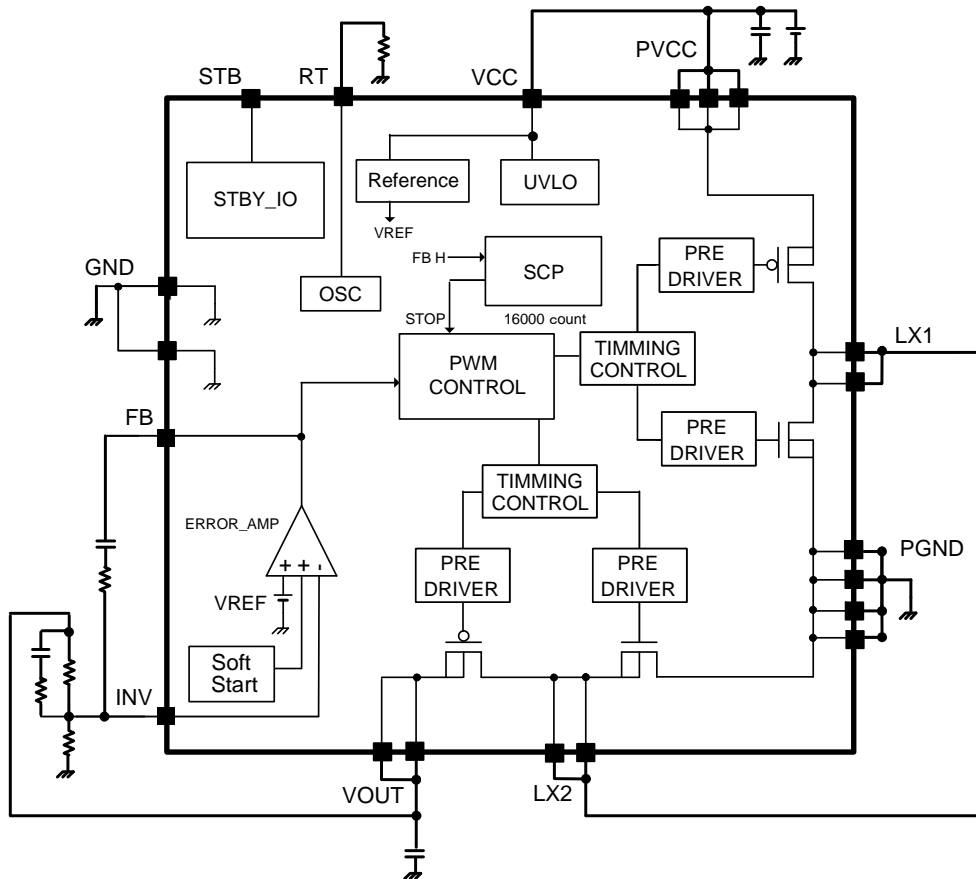 PVCC
STB
RT
VCC
STBY_IO
Reference
UVLO
VREF
GND
FB H
SCP
PRE
DRIVER
OSC
STOP
16000 count
PWM
CONTROL
TIMMING
CONTROL
LX1
FB
PRE
DRIVER
TIMMING
CONTROL
ERROR_AMP
+ + -
PRE
DRIVER
PRE
DRIVER
PGND
VREF
Soft
Start
INV
VOUT
LX2